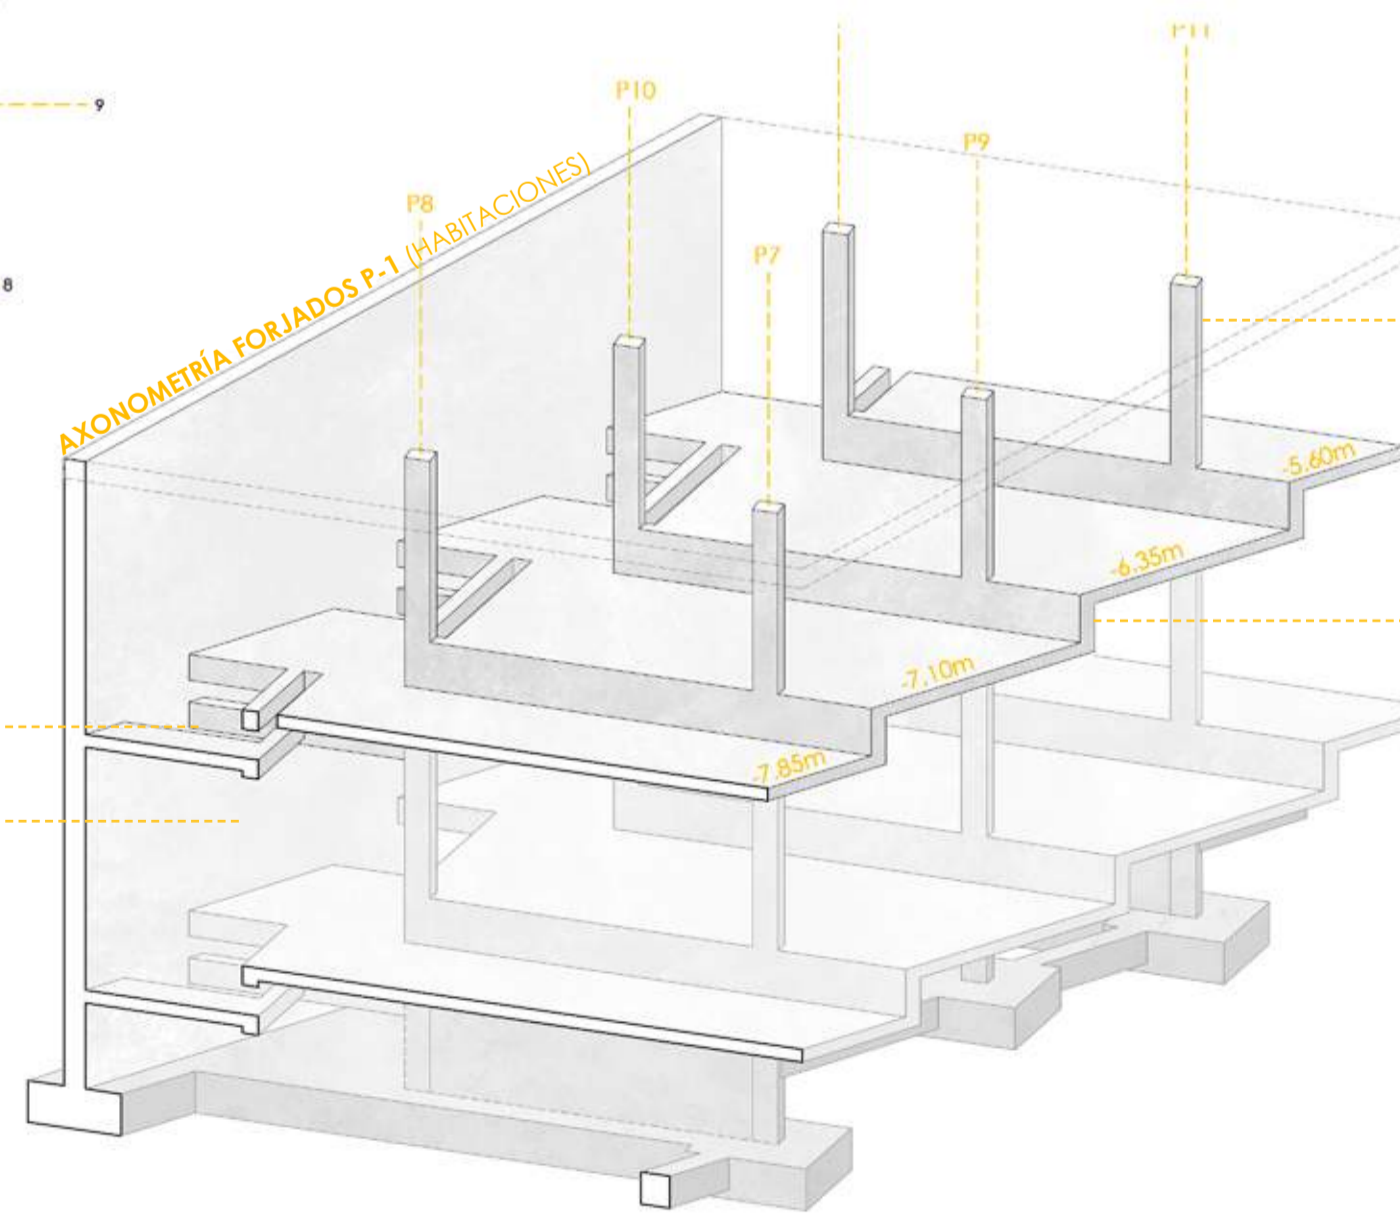 P11
P10
9
P9
AXONOMETRÍA FORJADOS P-1 (HABITACIONES)
P8
P7
8
-5.60m
-6.35m
-7.10m
-7.85m